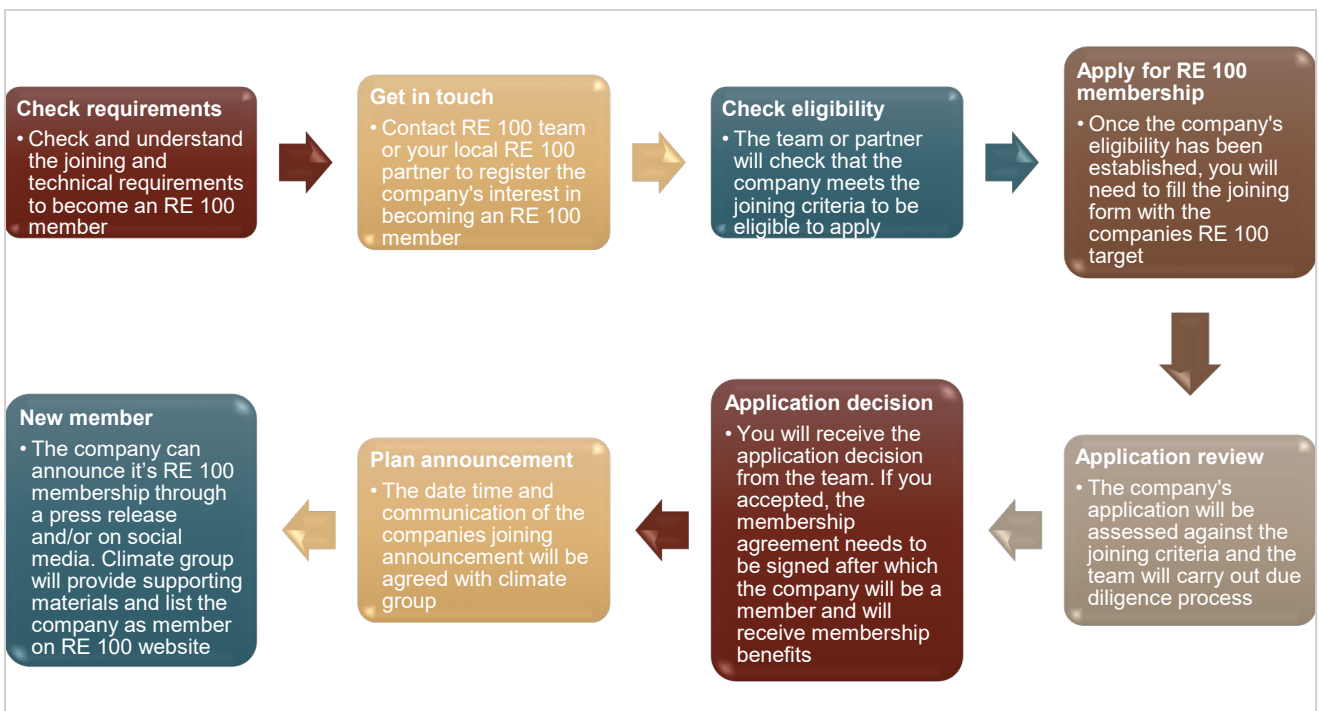 Check requirements
• Check and understand
the joining and
technical requirements
to become an RE 100
member
Get in touch
• Contact RE 100 team
or your local RE 100
partner to register the
company's interest in
becoming an RE 100
member
Check eligibility
• The team or partner
will check that the
company meets the
joining criteria to be
eligible to apply
Apply for RE 100
membership
• Once the company's
eligibility has been
established, you will
need to fill the joining
form with the
companies RE 100
target
Application review
• The company's
application will be
assessed against the
joining criteria and the
team will carry out due
diligence process
Application decision
• You will receive the
application decision
from the team. If you
accepted, the
membership
agreement needs to
be signed after which
the company will be a
member and will
receive membership
benefits
Plan announcement
• The date time and
communication of the
companies joining
announcement will be
agreed with climate
group
New member
• The company can
announce it’s RE 100
membership through
a press release
and/or on social
media. Climate group
will provide supporting
materials and list the
company as member
on RE 100 website